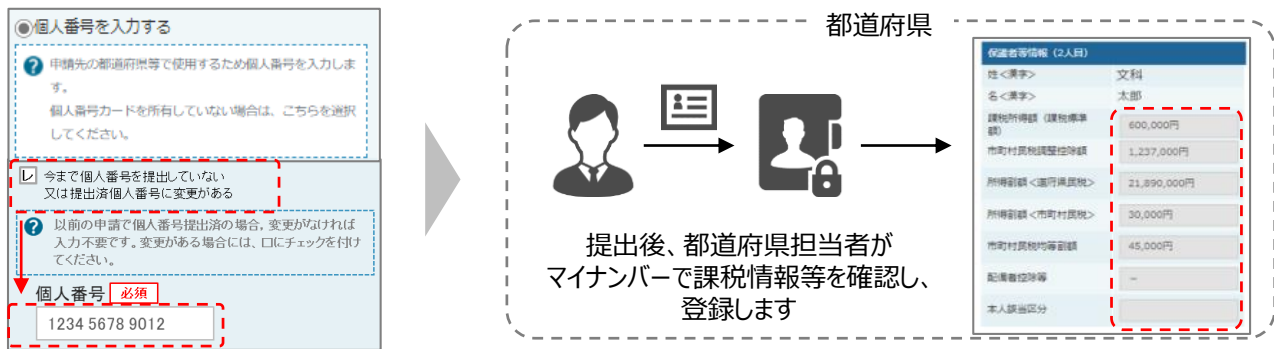 個人番号を入力する
申請先の都道府県等で使用するため個人番号を入力しま
す。
個人番号カードを所有していない場合は、こちらを選択
してください。
レ 今まで個人番号を提出していない
又は提出済個人番号に変更がある
以前の申請で個人番号提出済の場合，変更がなければ
入力不要です。変更がある場合には、口にチェックを付け
てください。
個人番号 必須
1234 5678 9012
都道府県
提出後、都道府県担当者が
マイナンバーで課税情報等を確認し、
登録します
保護者等情報（2人目）
姓<漢字> 文科
名<漢字> 太郎
課税所得額（課税標準
額） 600,000円
市町村民税調整控除額 1,237,000円
所得割額<道府県民税> 21,890,000円
所得割額<市町村民税> 30,000円
市町村民税均等割額 45,000円
配偶者控除等 －
本人該当区分